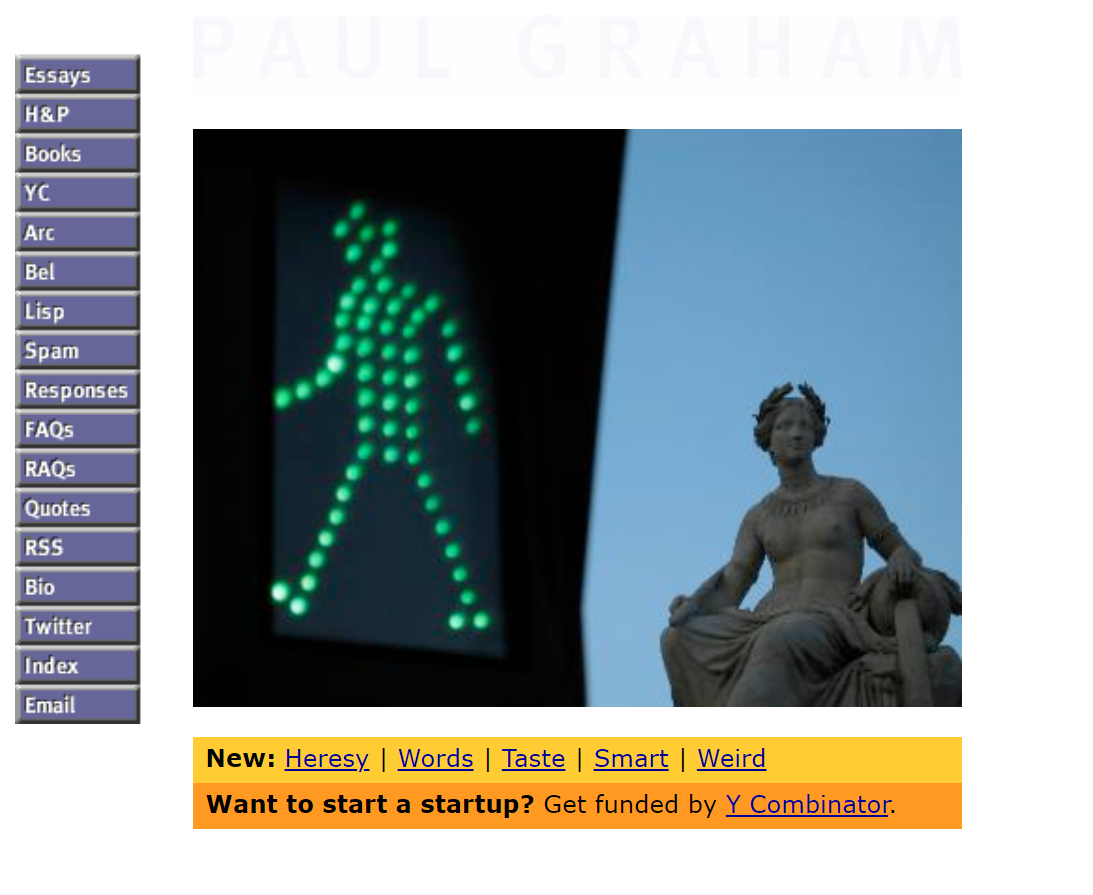 PAUL GRAHAM
Essays
H&P
Books
YC
Arc
Bel
Lisp
Spam
Responses
FAQs
RAQs
Quotes
RSS
Bio
Twitter
Index
Email
New: Heresy | Words | Taste | Smart | Weird
Want to start a startup? Get funded by Y Combinator.